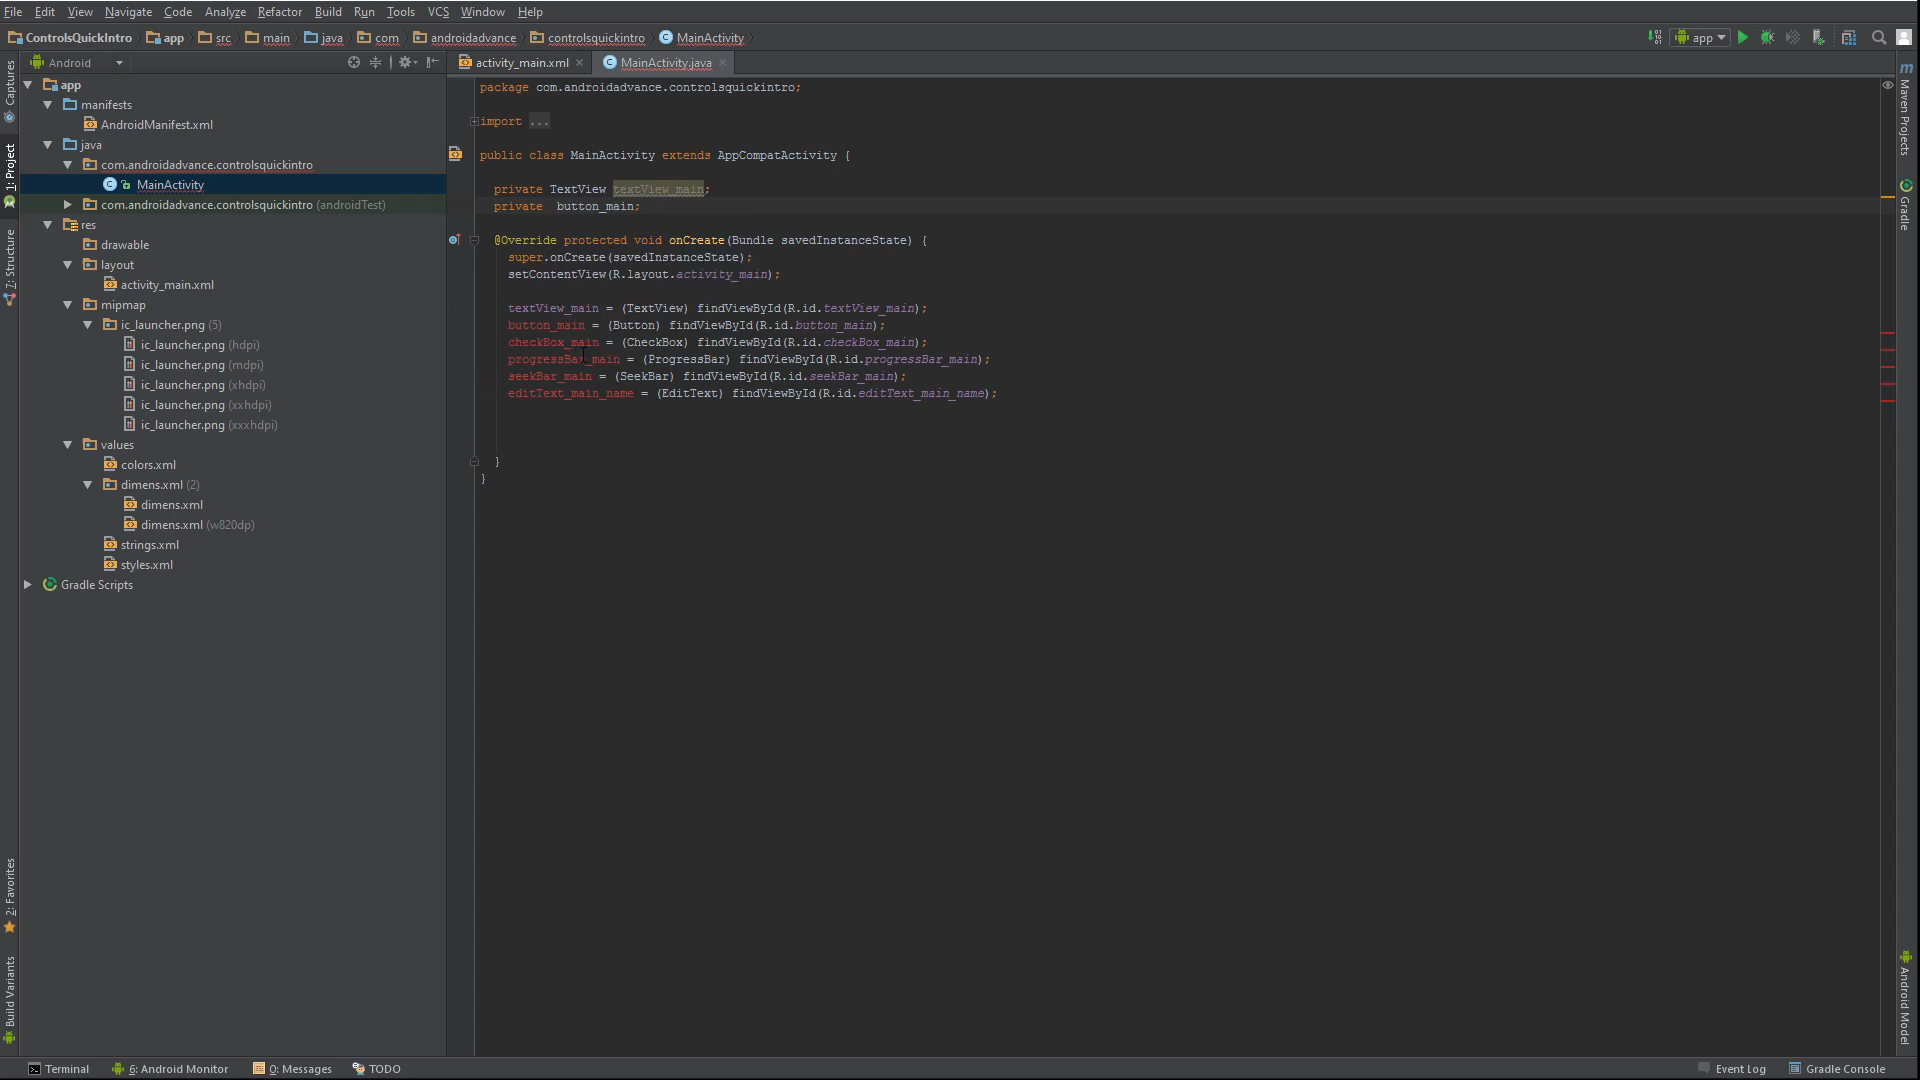 File Edit View Navigate Code Analyze Refactor Build Run Tools VCS Window Help
ControlsQuickIntro app src main java com androidadvance controlsquickintro MainActivity
app
Android
activity_main.xml
MainActivity.java
Captures
1: Project
7: Structure
2: Favorites
Build Variants
app
manifests
AndroidManifest.xml
java
com.androidadvance.controlsquickintro
MainActivity
com.androidadvance.controlsquickintro (androidTest)
res
drawable
layout
activity_main.xml
mipmap
ic_launcher.png (5)
ic_launcher.png (hdpi)
ic_launcher.png (mdpi)
ic_launcher.png (xhdpi)
ic_launcher.png (xxhdpi)
ic_launcher.png (xxxhdpi)
values
colors.xml
dimens.xml (2)
dimens.xml
dimens.xml (w820dp)
strings.xml
styles.xml
Gradle Scripts
package com.androidadvance.controlsquickintro;
import ...
public class MainActivity extends AppCompatActivity {
private TextView textView_main;
private  button_main;
@Override protected void onCreate(Bundle savedInstanceState) {
super.onCreate(savedInstanceState);
setContentView(R.layout.activity_main);
textView_main = (TextView) findViewById(R.id.textView_main);
button_main = (Button) findViewById(R.id.button_main);
checkBox_main = (CheckBox) findViewById(R.id.checkBox_main);
progressBar_main = (ProgressBar) findViewById(R.id.progressBar_main);
seekBar_main = (SeekBar) findViewById(R.id.seekBar_main);
editText_main_name = (EditText) findViewById(R.id.editText_main_name);
}
}
m Maven Projects
Gradle
Android Model
Terminal 6: Android Monitor 0: Messages TODO
Event Log Gradle Console